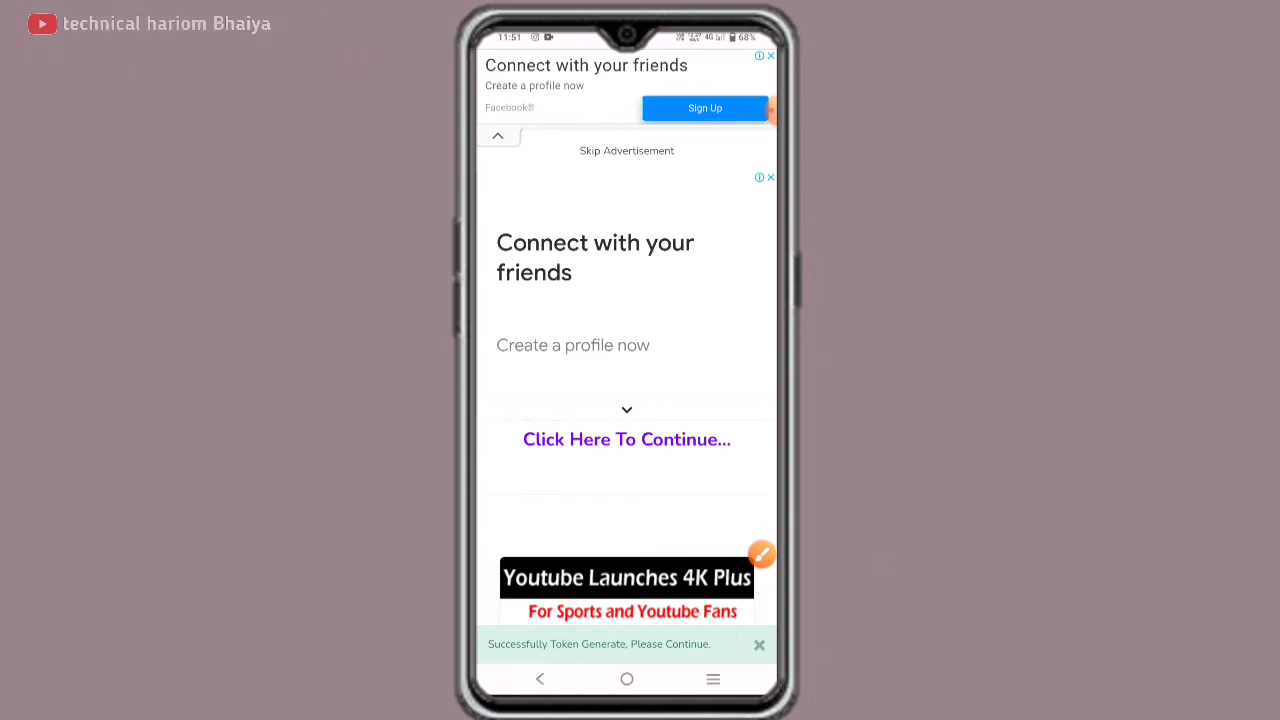 technical hariom Bhaiya
11:51
4G 68%
Connect with your friends
Create a profile now
Facebook®
Sign Up
Skip Advertisement
Connect with your
friends
Create a profile now
Click Here To Continue...
Youtube Launches 4K Plus
For Sports and Youtube Fans
Successfully Token Generate, Please Continue.